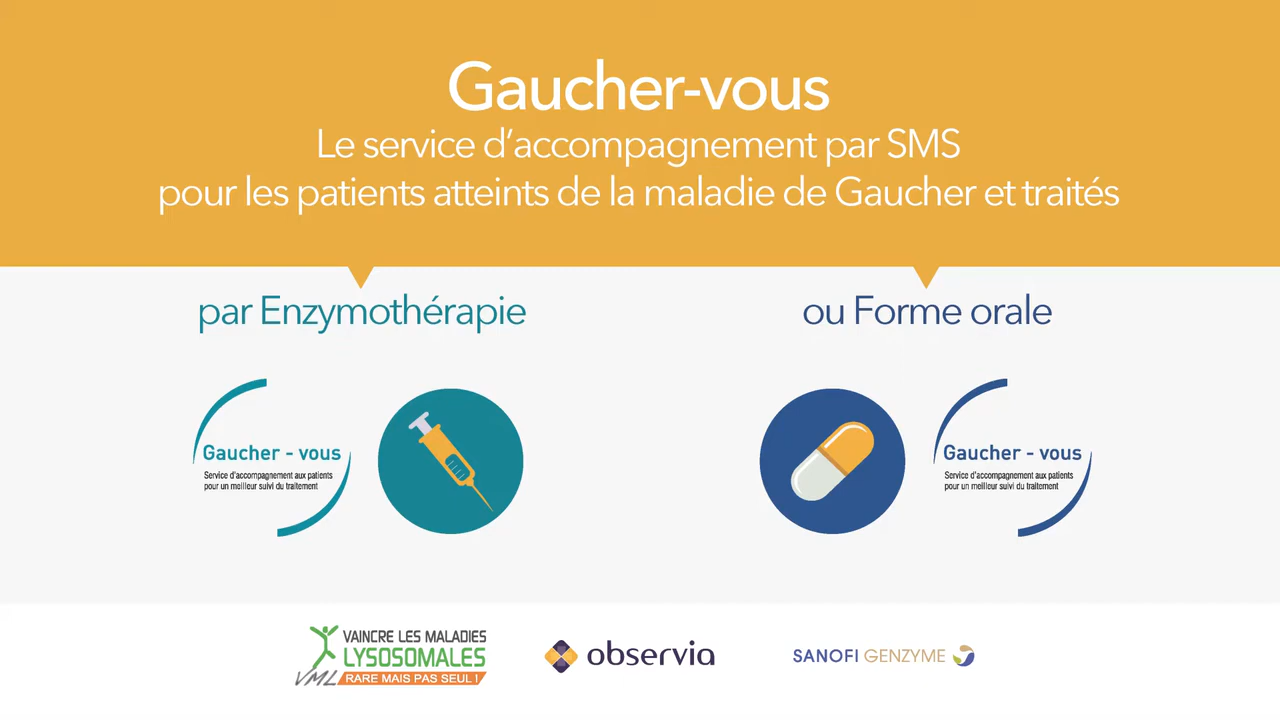 Gaucher-vous
Le service d'accompagnement par SMS
pour les patients atteints de la maladie de Gaucher et traités
par Enzymothérapie
ou Forme orale
Gaucher - vous
Service d'accompagnement aux patients
pour un meilleur suivi du traitement
Gaucher - vous
Service d'accompagnement aux patients
pour un meilleur suivi du traitement
VAINCRE LES MALADIES
LYSOSOMALES
VML RARE MAIS PAS SEUL !
observia
SANOFI GENZYME